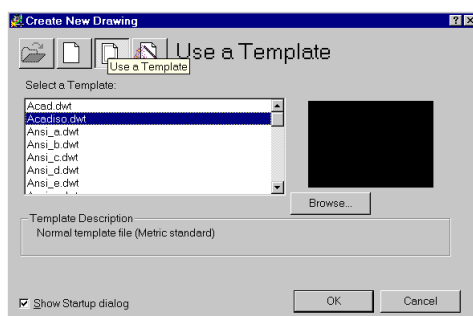 Create New Drawing
Use a Template
Use a Template
Select a Template:
Acad.dwt
Acadiso.dwt
Ansi_a.dwt
Ansi_b.dwt
Ansi_c.dwt
Ansi_d.dwt
Ansi_e.dwt
Browse...
Template Description
Normal template file (Metric standard)
Show Startup dialog
OK
Cancel